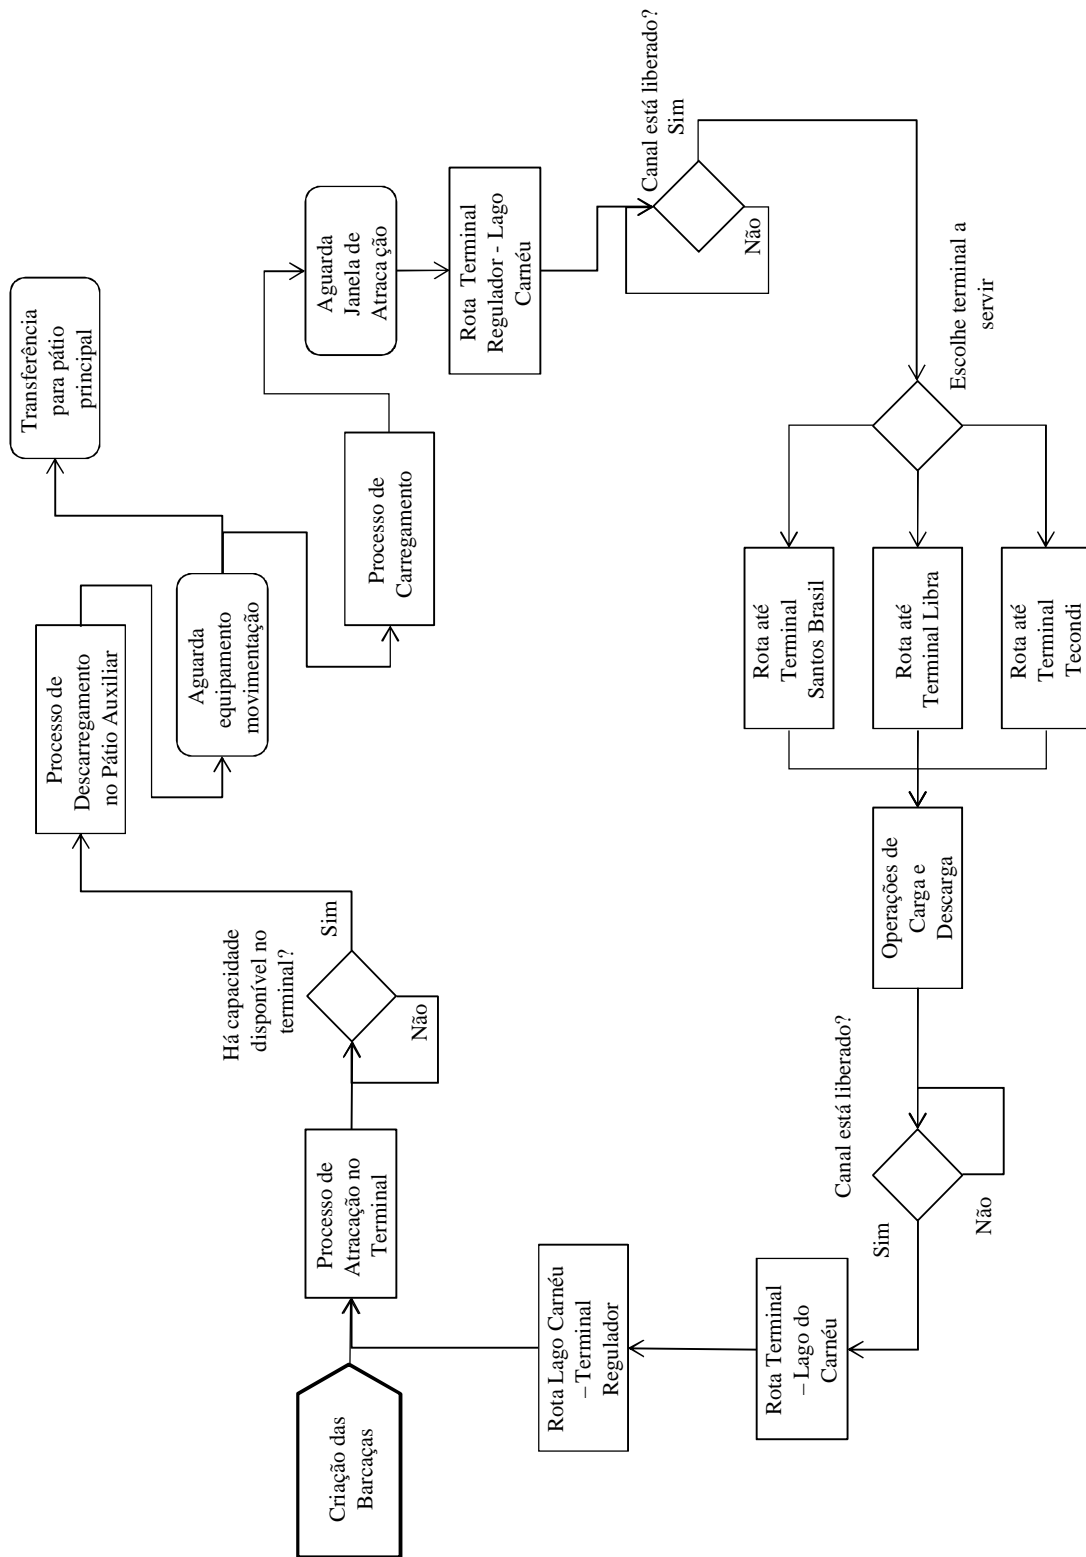 Criação das
Barcaças
Processo de
Atracação no
Terminal
Há capacidade
disponível no
terminal?
Sim
Não
Processo de
Descarregamento
no Pátio Auxiliar
Aguarda
equipamento
movimentação
Transferência
para pátio
principal
Processo de
Carregamento
Aguarda
Janela de
Atracação
Rota Terminal
Regulador - Lago
Carnéu
Canal está liberado?
Sim
Não
Escolhe terminal a
servir
Rota até
Terminal
Santos Brasil
Rota até
Terminal Libra
Rota até
Terminal
Tecondi
Operações de
Carga e
Descarga
Canal está liberado?
Sim
Não
Rota Terminal
– Lago do
Carnéu
Rota Lago Carnéu
– Terminal
Regulador